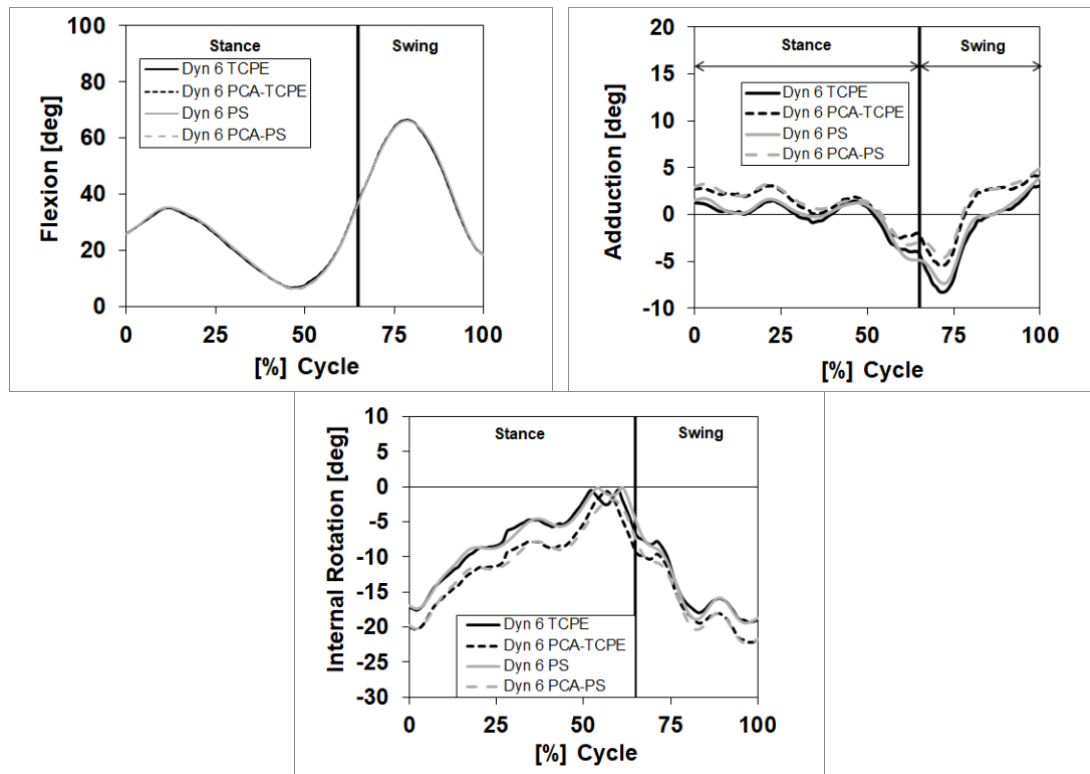 100
80
60
40
20
0
Flexion [deg]
Stance
Swing
Dyn 6 TCPE
Dyn 6 PCA-TCPE
Dyn 6 PS
Dyn 6 PCA-PS
0 25 50 75 100
[%] Cycle
20
15
10
5
0
-5
-10
Adduction [deg]
Stance
Swing
Dyn 6 TCPE
Dyn 6 PCA-TCPE
Dyn 6 PS
Dyn 6 PCA-PS
0 25 50 75 100
[%] Cycle
10
5
0
-5
-10
-15
-20
-25
-30
Internal Rotation [deg]
Stance
Swing
Dyn 6 TCPE
Dyn 6 PCA-TCPE
Dyn 6 PS
Dyn 6 PCA-PS
0 25 50 75 100
[%] Cycle